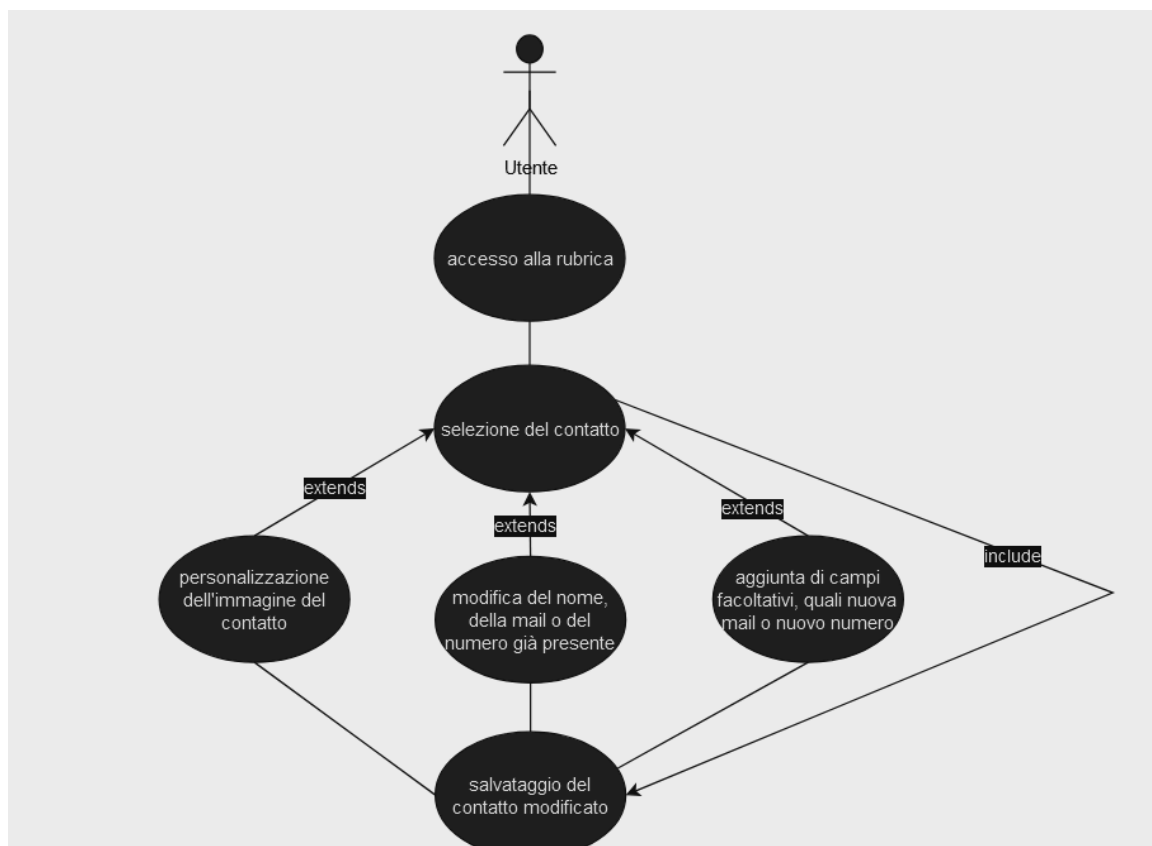 Utente
accesso alla rubrica
selezione del contatto
extends
extends
extends
include
personalizzazione
dell'immagine del
contatto
modifica del nome,
della mail o del
numero già presente
aggiunta di campi
facoltativi, quali nuova
mail o nuovo numero
salvataggio del
contatto modificato